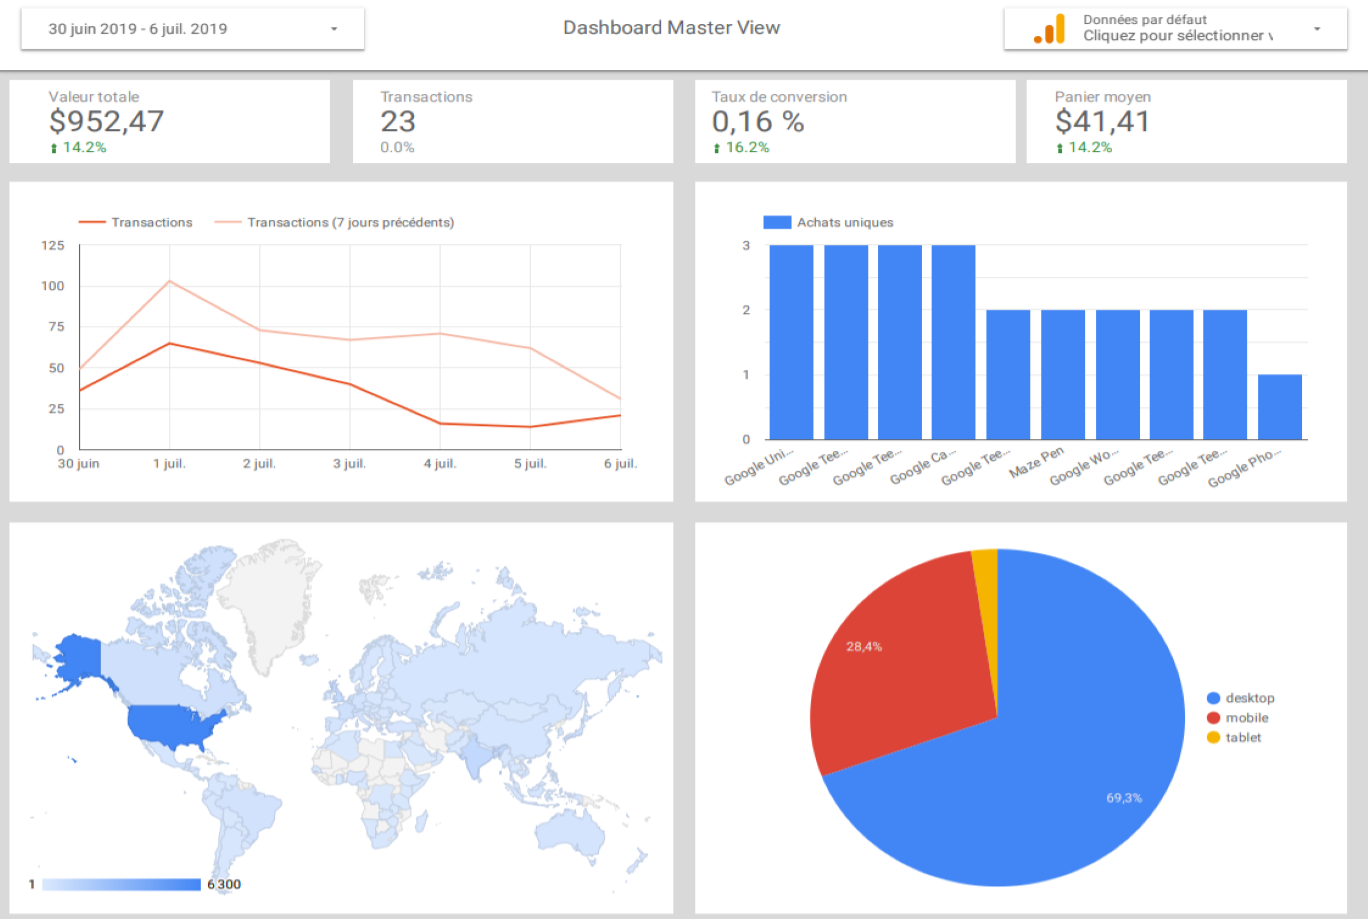 30 juin 2019 - 6 juil. 2019
Dashboard Master View
Données par défaut
Cliquez pour sélectionner v
Valeur totale
$952,47
14.2%
Transactions
23
0.0%
Taux de conversion
0,16 %
16.2%
Panier moyen
$41,41
14.2%
Transactions
Transactions (7 jours précédents)
125
100
75
50
25
0
30 juin
1 juil.
2 juil.
3 juil.
4 juil.
5 juil.
6 juil.
Achats uniques
3
2
1
0
Google Uni...
Google Tee...
Google Tee...
Google Ca...
Google Tee...
Maze Pen
Google Wo...
Google Tee...
Google Tee...
Google Pho...
1
6 300
28,4%
69,3%
desktop
mobile
tablet